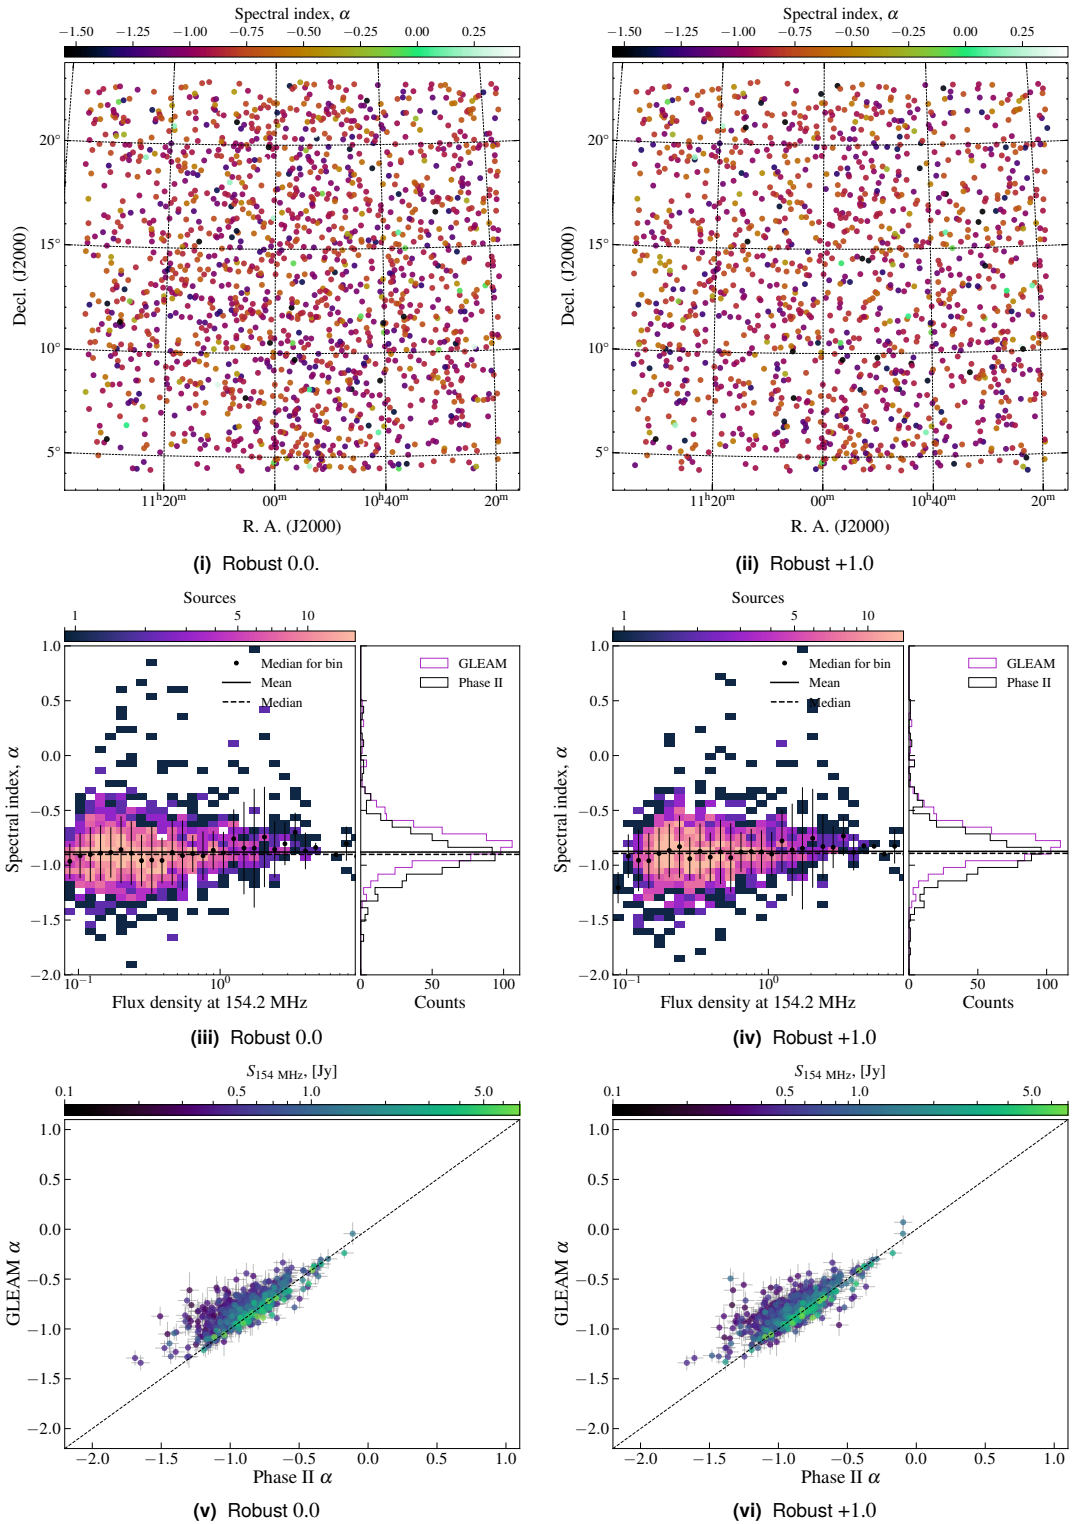 Spectral index, α
−1.50 −1.25 −1.00 −0.75 −0.50 −0.25 0.00 0.25
20°
15°
10°
5°
Decl. (J2000)
11h20m 00m 10h40m 20m
R. A. (J2000)
(i) Robust 0.0.
Spectral index, α
−1.50 −1.25 −1.00 −0.75 −0.50 −0.25 0.00 0.25
20°
15°
10°
5°
Decl. (J2000)
11h20m 00m 10h40m 20m
R. A. (J2000)
(ii) Robust +1.0
Sources
1 5 10
1.0
0.5
0.0
−0.5
−1.0
−1.5
−2.0
Spectral index, α
Median for bin
Mean
Median
GLEAM
Phase II
10⁻¹ 10⁰
0 50 100
Flux density at 154.2 MHz
Counts
(iii) Robust 0.0
Sources
1 5 10
1.0
0.5
0.0
−0.5
−1.0
−1.5
−2.0
Spectral index, α
Median for bin
Mean
Median
GLEAM
Phase II
10⁻¹ 10⁰
0 50 100
Flux density at 154.2 MHz
Counts
(iv) Robust +1.0
S154 MHz, [Jy]
0.1 0.5 1.0 5.0
1.0
0.5
0.0
−0.5
−1.0
−1.5
−2.0
GLEAM α
−2.0 −1.5 −1.0 −0.5 0.0 0.5 1.0
Phase II α
(v) Robust 0.0
S154 MHz, [Jy]
0.1 0.5 1.0 5.0
1.0
0.5
0.0
−0.5
−1.0
−1.5
−2.0
GLEAM α
−2.0 −1.5 −1.0 −0.5 0.0 0.5 1.0
Phase II α
(vi) Robust +1.0